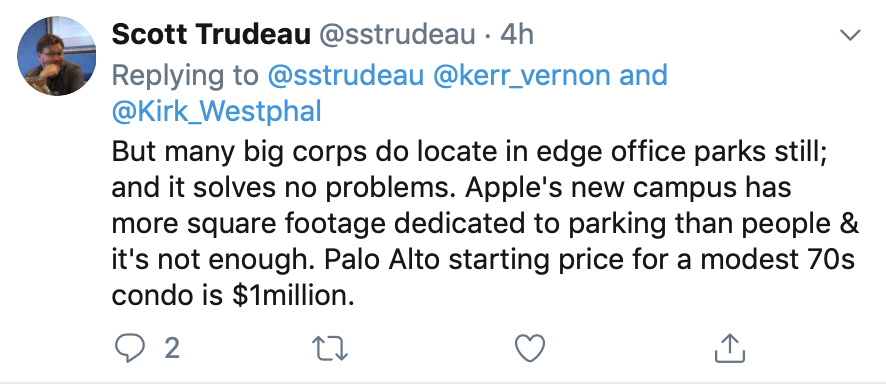 Scott Trudeau @sstrudeau · 4h
Replying to @sstrudeau @kerr_vernon and
@Kirk_Westphal
But many big corps do locate in edge office parks still;
and it solves no problems. Apple's new campus has
more square footage dedicated to parking than people &
it's not enough. Palo Alto starting price for a modest 70s
condo is $1million.
2